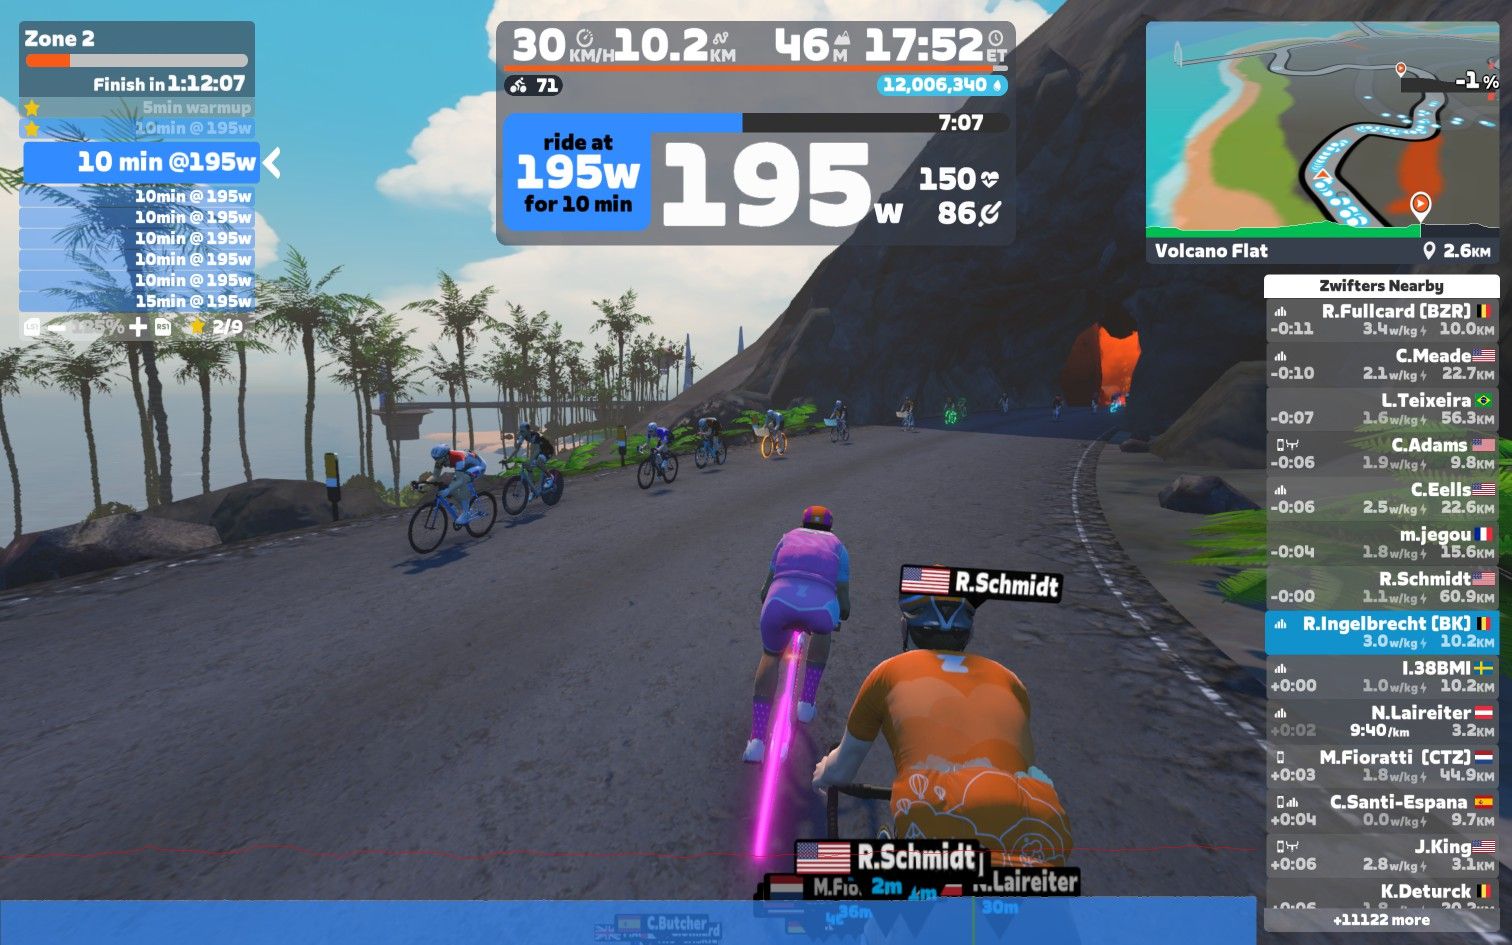 Zone 2
Finish in 1:12:07
5min warmup
10min @ 195w
10 min @195w
10min @ 195w
10min @ 195w
10min @ 195w
10min @ 195w
10min @ 195w
15min @ 195w
2/9
30 KM/H 10.2 KM 46 M 17:52 ET
71 12,006,340
7:07
ride at
195w
for 10 min
195 w
150
86
-1 %
Volcano Flat 2.6KM
Zwifters Nearby
R.Fullcard (BZR)
-0:11 3.4w/kg 10.0KM
C.Meade
-0:10 2.1w/kg 22.7KM
L.Teixeira
-0:07 1.6w/kg 56.3KM
C.Adams
-0:06 1.9w/kg 9.8KM
C.Eells
-0:06 2.5w/kg 22.6KM
m.jegou
-0:04 1.8w/kg 15.6KM
R.Schmidt
-0:00 1.1w/kg 60.9KM
R.Ingelbrecht (BK)
3.0w/kg 10.2KM
I.38BMI
+0:00 1.0w/kg 10.2KM
N.Laireiter
+0:02 9:40/km 3.2KM
M.Fioratti (CTZ)
+0:03 1.8w/kg 44.9KM
C.Santi-Espana
+0:04 0.0w/kg 9.7KM
J.King
+0:06 2.8w/kg 3.1KM
K.Deturck
+11122 more
R.Schmidt
R.Schmidt
M.Fio 2m 4m N.Laireiter
36m 30m
C.Butcher